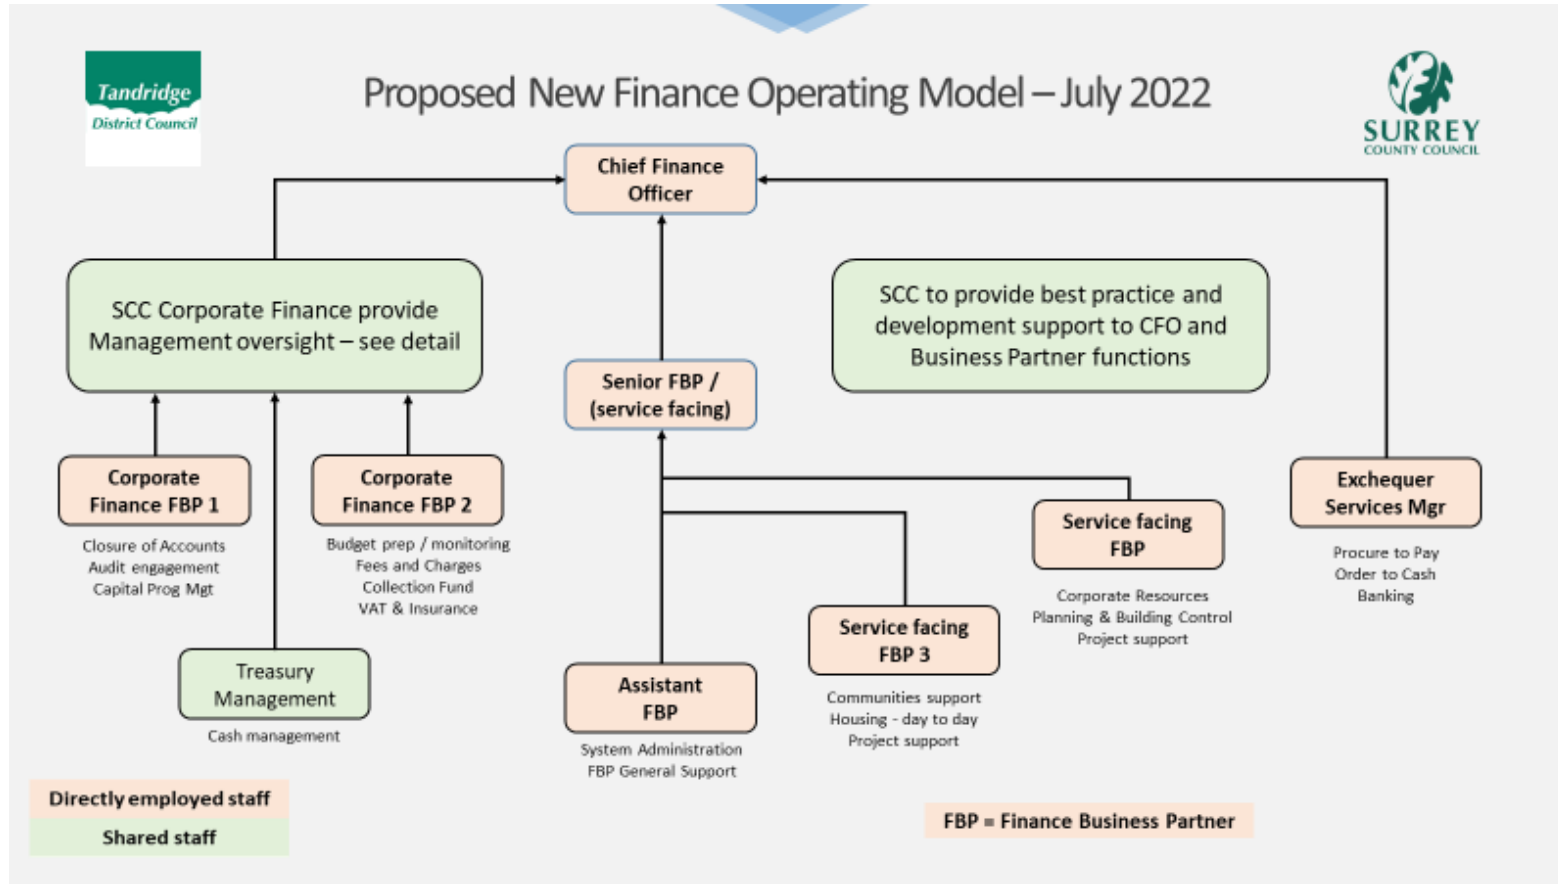 Tandridge
District Council
Proposed New Finance Operating Model – July 2022
SURREY
COUNTY COUNCIL
Chief Finance
Officer
SCC Corporate Finance provide
Management oversight – see detail
SCC to provide best practice and
development support to CFO and
Business Partner functions
Senior FBP /
(service facing)
Corporate
Finance FBP 1
Closure of Accounts
Audit engagement
Capital Prog Mgt
Corporate
Finance FBP 2
Budget prep / monitoring
Fees and Charges
Collection Fund
VAT & Insurance
Exchequer
Services Mgr
Procure to Pay
Order to Cash
Banking
Service facing
FBP
Corporate Resources
Planning & Building Control
Project support
Service facing
FBP 3
Communities support
Housing - day to day
Project support
Treasury
Management
Cash management
Assistant
FBP
System Administration
FBP General Support
Directly employed staff
Shared staff
FBP = Finance Business Partner